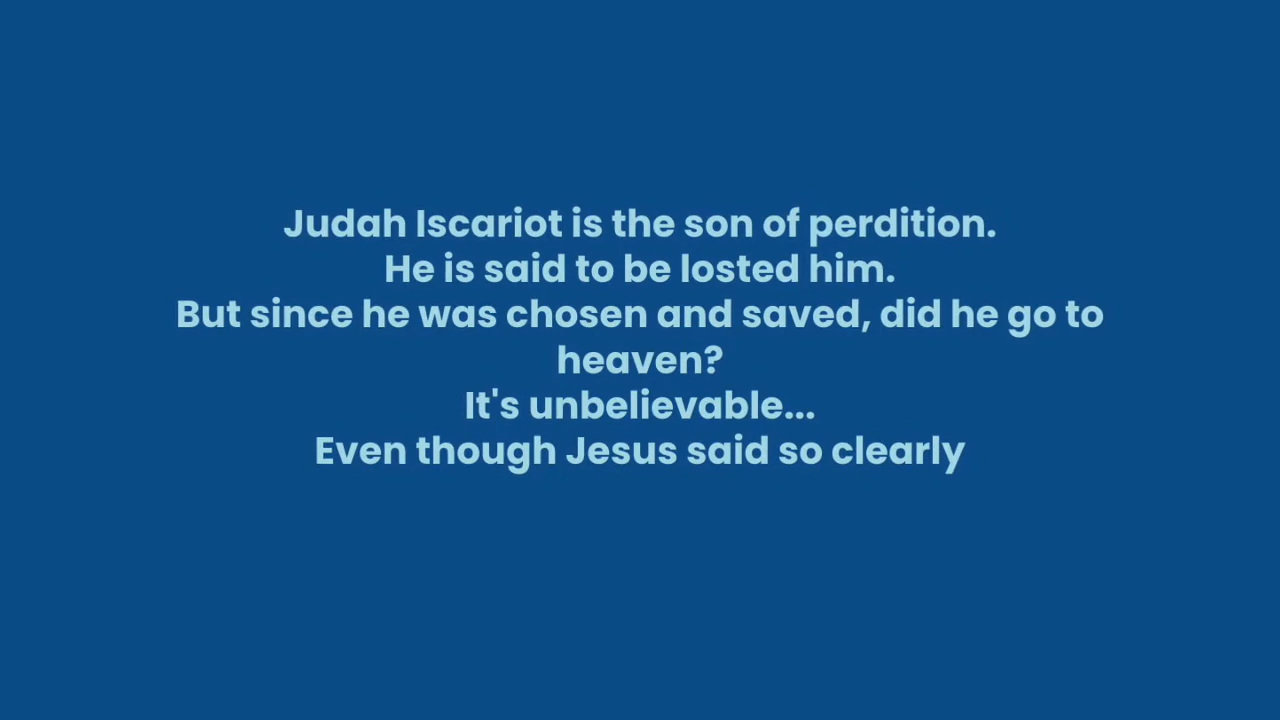 Judah Iscariot is the son of perdition.
He is said to be losted him.
But since he was chosen and saved, did he go to
heaven?
It's unbelievable...
Even though Jesus said so clearly